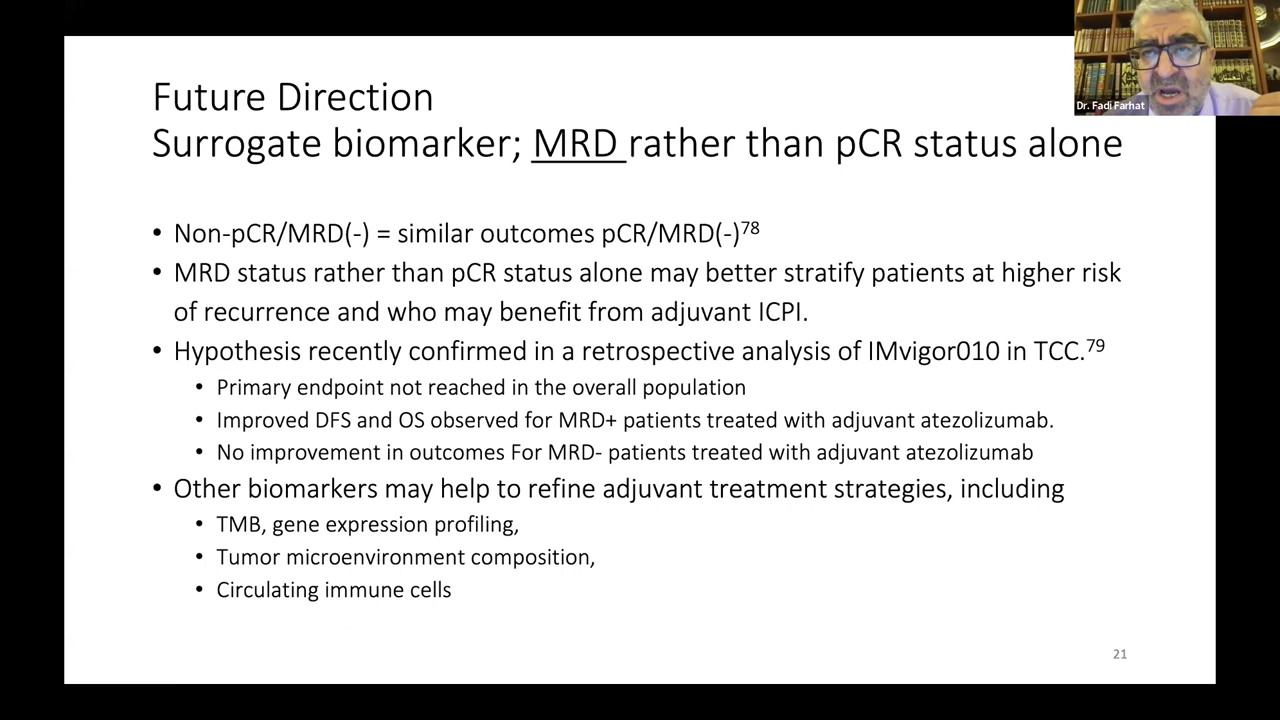 Dr. Fadi Farhat
Future Direction
Surrogate biomarker; MRD rather than pCR status alone
• Non-pCR/MRD(-) = similar outcomes pCR/MRD(-)78
• MRD status rather than pCR status alone may better stratify patients at higher risk
of recurrence and who may benefit from adjuvant ICPI.
• Hypothesis recently confirmed in a retrospective analysis of IMvigor010 in TCC.79
• Primary endpoint not reached in the overall population
• Improved DFS and OS observed for MRD+ patients treated with adjuvant atezolizumab.
• No improvement in outcomes For MRD- patients treated with adjuvant atezolizumab
• Other biomarkers may help to refine adjuvant treatment strategies, including
• TMB, gene expression profiling,
• Tumor microenvironment composition,
• Circulating immune cells
21